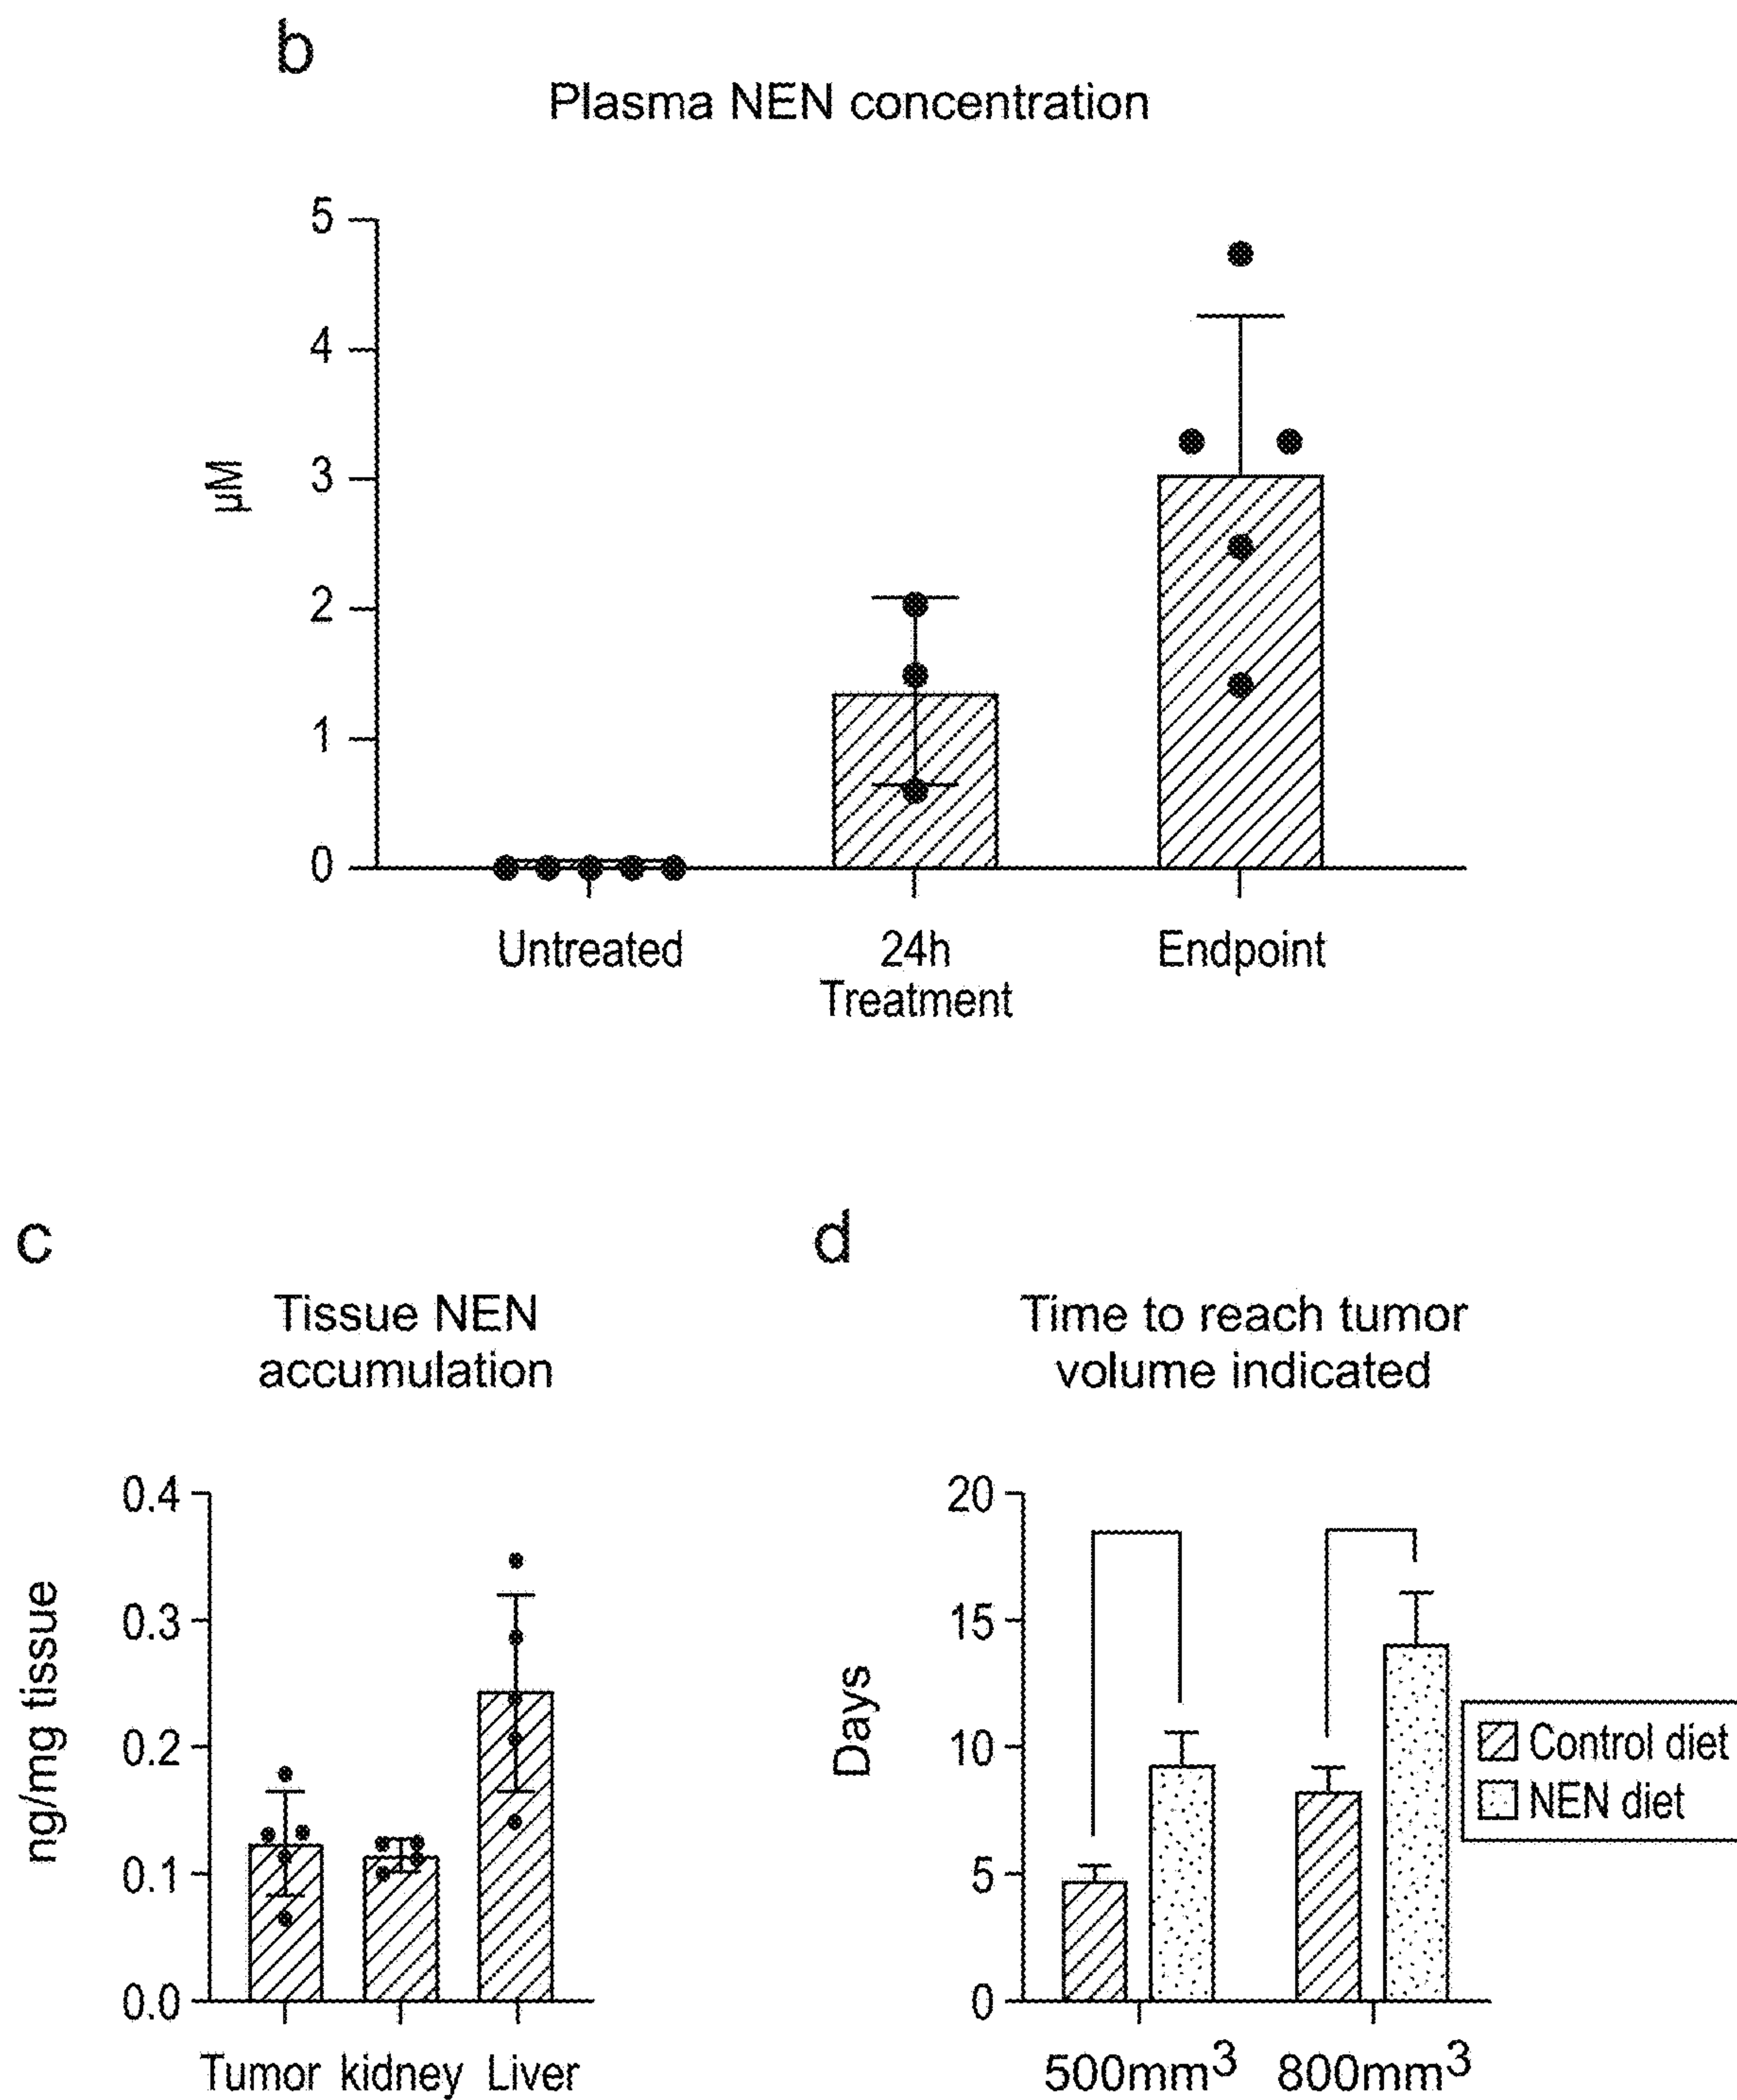 b
Plasma NEN concentration
5
4
3
2
1
0
µM
Untreated
24h
Endpoint
Treatment
c
Tissue NEN
accumulation
0.4
0.3
0.2
0.1
0.0
ng/mg tissue
Tumor kidney Liver
d
Time to reach tumor
volume indicated
20
15
10
5
0
Days
500mm³ 800mm³
Control diet
NEN diet